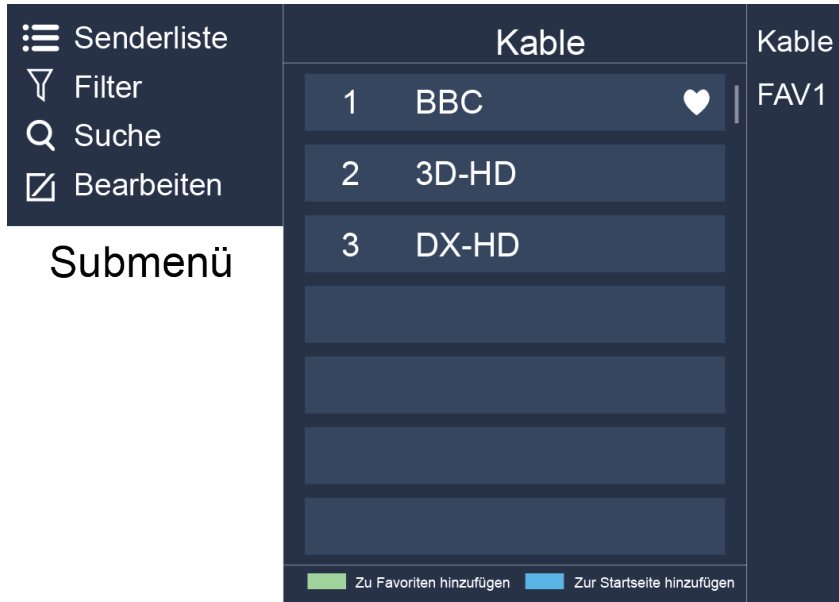 Senderliste
Filter
Suche
Bearbeiten
Submenü
Kable
1 BBC
2 3D-HD
3 DX-HD
Zu Favoriten hinzufügen Zur Startseite hinzufügen
Kable
FAV1